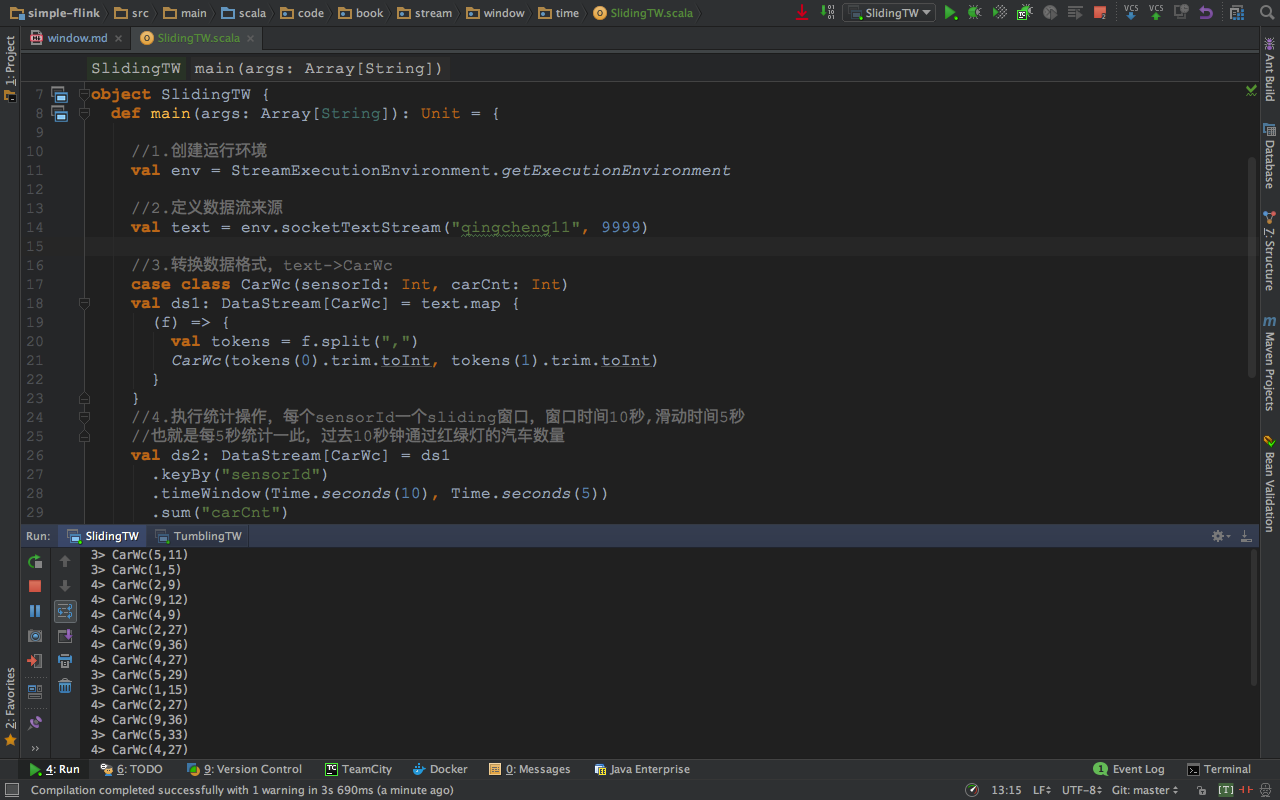 simple-flink src main scala code book stream window time SlidingTW.scala SlidingTW VCS VCS
window.md SlidingTW.scala
SlidingTW main(args: Array[String])
7 object SlidingTW {
8 def main(args: Array[String]): Unit = {
9
10 //1.创建运行环境
11 val env = StreamExecutionEnvironment.getExecutionEnvironment
12
13 //2.定义数据流来源
14 val text = env.socketTextStream("qingcheng11", 9999)
15
16 //3.转换数据格式，text->CarWc
17 case class CarWc(sensorId: Int, carCnt: Int)
18 val ds1: DataStream[CarWc] = text.map {
19 (f) => {
20 val tokens = f.split(",")
21 CarWc(tokens(0).trim.toInt, tokens(1).trim.toInt)
22 }
23 }
24 //4.执行统计操作，每个sensorId一个sliding窗口，窗口时间10秒,滑动时间5秒
25 //也就是每5秒统计一此，过去10秒钟通过红绿灯的汽车数量
26 val ds2: DataStream[CarWc] = ds1
27 .keyBy("sensorId")
28 .timeWindow(Time.seconds(10), Time.seconds(5))
29 .sum("carCnt")
1: Project
2: Favorites
Ant Build
Database
Z: Structure
Maven Projects
Bean Validation
Run: SlidingTW TumblingTW
3> CarWc(5,11)
3> CarWc(1,5)
4> CarWc(2,9)
4> CarWc(9,12)
4> CarWc(4,9)
4> CarWc(2,27)
4> CarWc(9,36)
4> CarWc(4,27)
3> CarWc(5,29)
3> CarWc(1,15)
4> CarWc(2,27)
4> CarWc(9,36)
3> CarWc(5,33)
4> CarWc(4,27)
4: Run 6: TODO 9: Version Control TeamCity Docker 0: Messages Java Enterprise 1 Event Log Terminal
Compilation completed successfully with 1 warning in 3s 690ms (a minute ago) 13:15 LF UTF-8 Git: master [T]